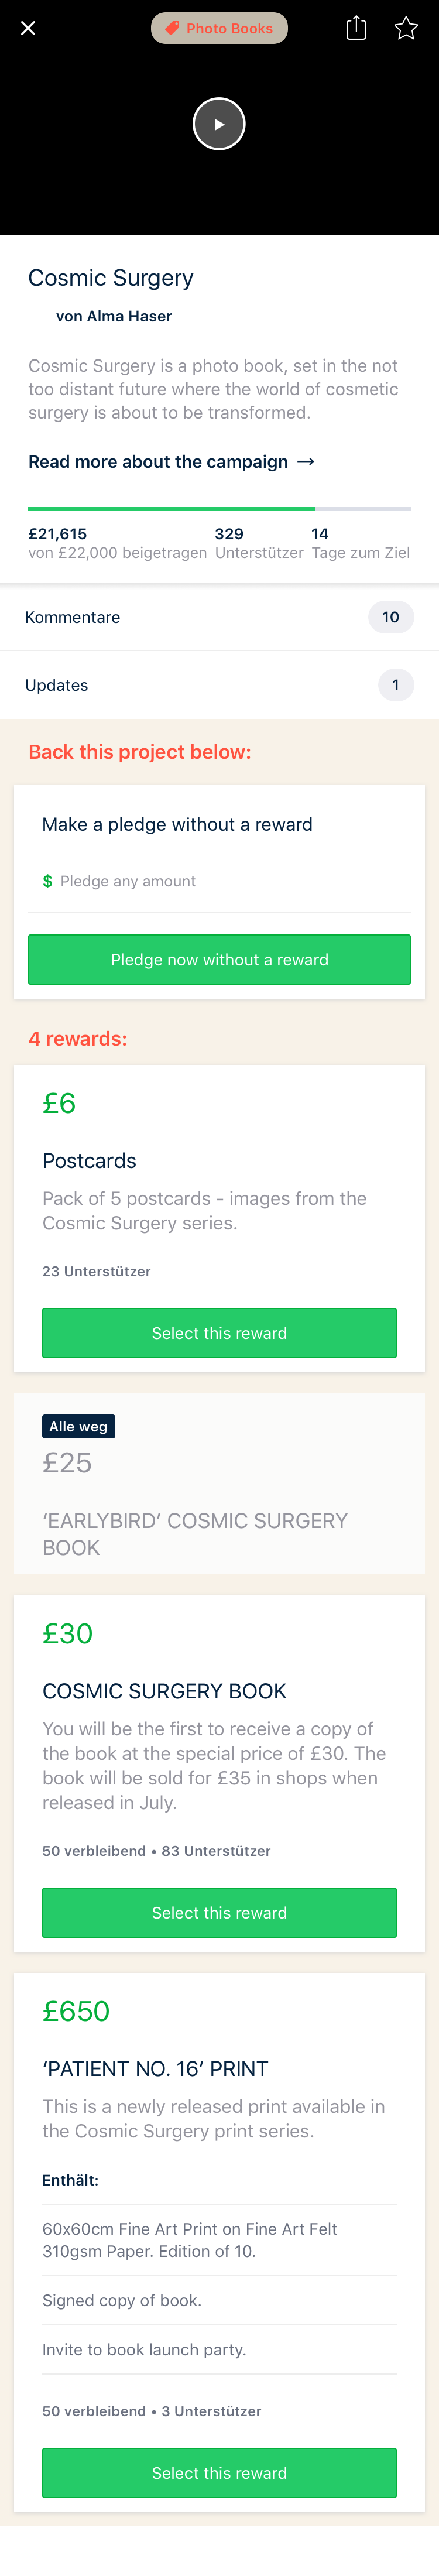 Photo Books
Cosmic Surgery
von Alma Haser
Cosmic Surgery is a photo book, set in the not
too distant future where the world of cosmetic
surgery is about to be transformed.
Read more about the campaign →
£21,615 329 14
von £22,000 beigetragen Unterstützer Tage zum Ziel
Kommentare 10
Updates 1
Back this project below:
Make a pledge without a reward
$ Pledge any amount
Pledge now without a reward
4 rewards:
£6
Postcards
Pack of 5 postcards - images from the
Cosmic Surgery series.
23 Unterstützer
Select this reward
Alle weg
£25
‘EARLYBIRD’ COSMIC SURGERY
BOOK
£30
COSMIC SURGERY BOOK
You will be the first to receive a copy of
the book at the special price of £30. The
book will be sold for £35 in shops when
released in July.
50 verbleibend • 83 Unterstützer
Select this reward
£650
‘PATIENT NO. 16’ PRINT
This is a newly released print available in
the Cosmic Surgery print series.
Enthält:
60x60cm Fine Art Print on Fine Art Felt
310gsm Paper. Edition of 10.
Signed copy of book.
Invite to book launch party.
50 verbleibend • 3 Unterstützer
Select this reward